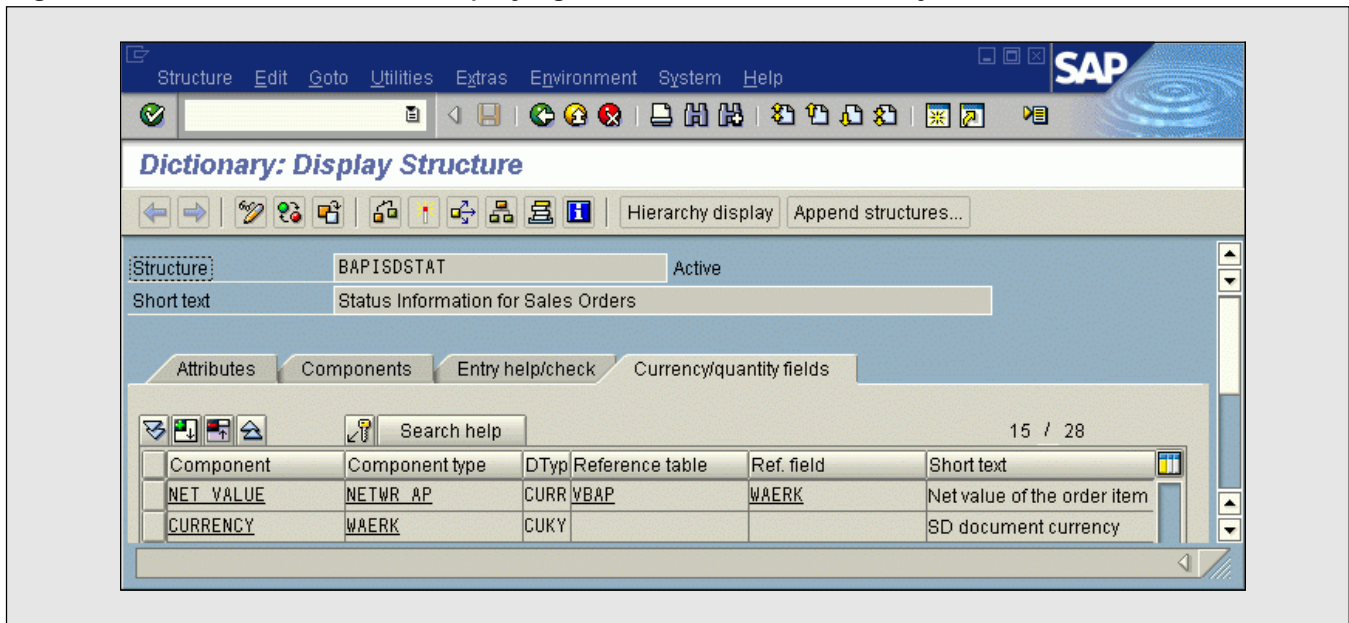 Structure Edit Goto Utilities Extras Environment System Help
SAP
Dictionary: Display Structure
Hierarchy display Append structures...
Structure BAPISDSTAT Active
Short text Status Information for Sales Orders
Attributes Components Entry help/check Currency/quantity fields
Search help 15 / 28
Component Component type DTyp Reference table Ref. field Short text
NET_VALUE NETWR_AP CURR VBAP WAERK Net value of the order item
CURRENCY WAERK CUKY SD document currency